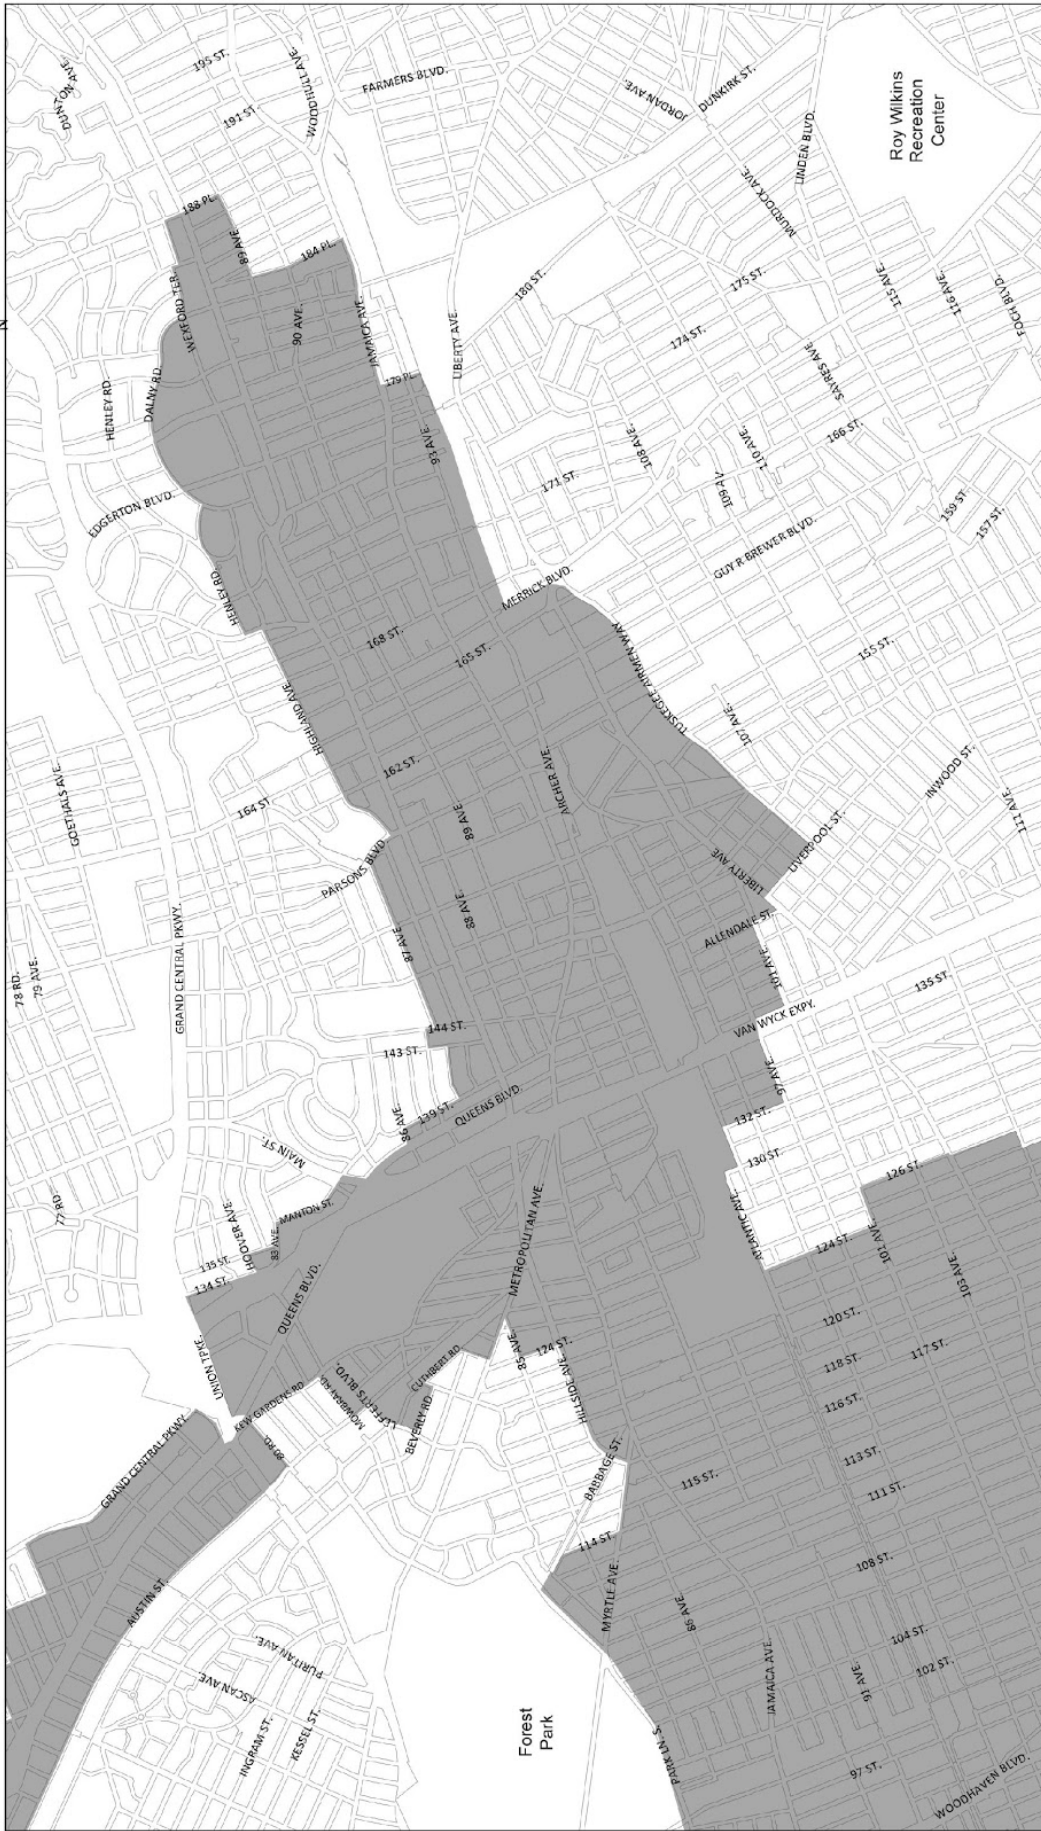 N
DUNTON AVE.
195 ST.
WOODHULL AVE.
191 ST.
FARMERS BLVD.
JORDAN AVE.
DUNKIRK ST.
LINDEN BLVD.
Roy Wilkins
Recreation
Center
188 PL.
89 AVE.
184 PL.
WEXFORD TER.
MURDOCK AVE.
180 ST.
175 ST.
115 AVE.
116 AVE.
FOCH BLVD.
90 AVE.
JAMAICA AVE.
LIBERTY AVE.
174 ST.
SAYRES AVE.
HENLEY RD.
DALNY RD.
179 PL.
166 ST.
93 AVE.
108 AVE.
110 AVE.
EDGERTON BLVD.
171 ST.
109 AV.
159 ST.
157 ST.
GUY R BREWER BLVD.
HENLEY RD
MERRICK BLVD.
168 ST.
165 ST.
TUSKEGEE AIRMEN WAY
155 ST.
HIGHLAND AVE
107 AVE.
162 ST.
ARCHER AVE.
INWOOD ST.
GOETHALS AVE.
164 ST.
89 AVE
111 AVE.
LIVERPOOL ST.
PARSONS BLVD.
LIBERTY AVE
88 AVE.
87 AVE.
ALLENDALE ST.
78 RD.
79 AVE.
GRAND CENTRAL PKWY.
101 AVE
135 ST.
144 ST.
143 ST.
VAN WYCK EXPY.
97 AVE.
139 ST.
QUEENS BLVD.
86 AVE.
132 ST.
MAIN ST.
130 ST.
126 ST.
77 RD.
MANTON ST.
HOOVER AVE.
83 AVE.
METROPOLITAN AVE.
ATLANTIC AVE.
124 ST.
101 AVE.
103 AVE.
135 ST.
134 ST.
QUEENS BLVD.
UNION TPKE.
120 ST.
118 ST.
117 ST.
116 ST.
85 AVE.
124 ST.
CUTHBERT RD
LEFFERTS BLVD.
MOWBRAY RD.
KEW GARDENS RD
BEVERLY RD
HILLSIDE AVE.
GRAND CENTRAL PKWY
80 RD.
BABBAGE ST.
115 ST.
113 ST.
111 ST.
114 ST.
108 ST.
AUSTIN ST.
MYRTLE AVE.
86 AVE
104 ST.
102 ST.
PURITAN AVE.
ASCAN AVE.
INGRAM ST.
KESSEL ST.
Forest
Park
PARK LN. S
JAMAICA AVE.
91 AVE.
97 ST.
WOODHAVEN BLVD.